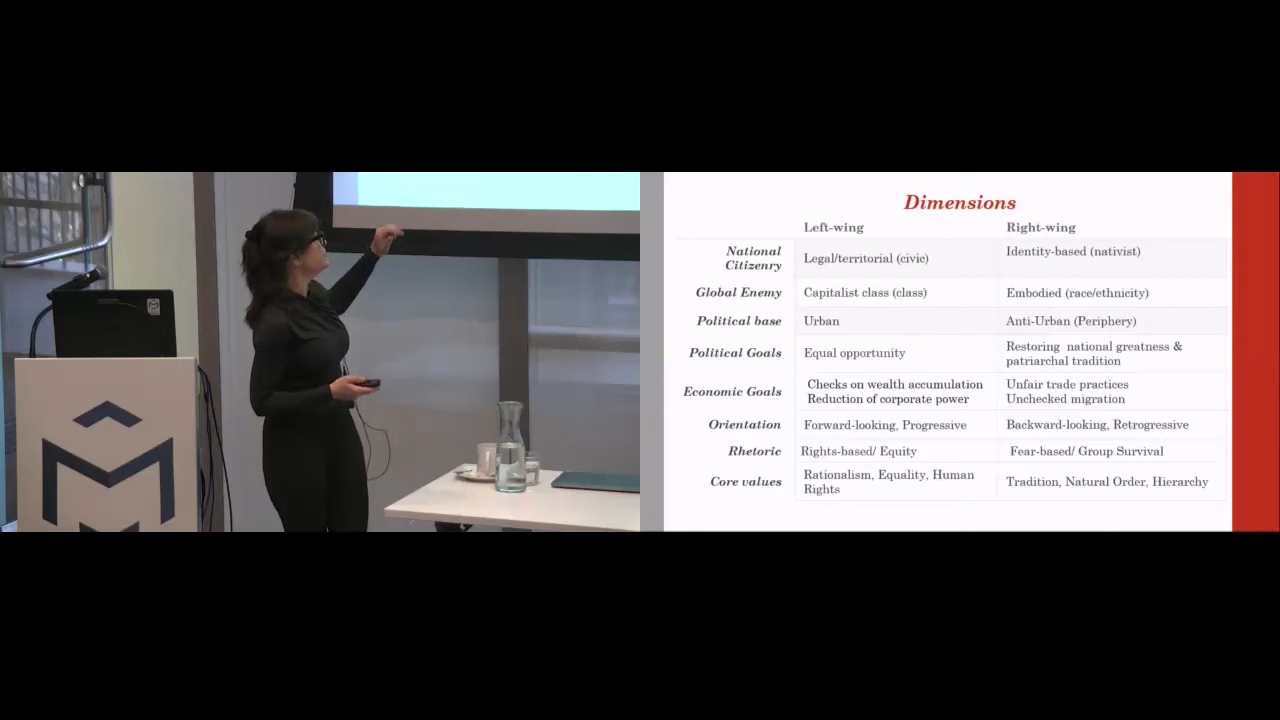 Dimensions
Left-wing Right-wing
National Citizenry Legal/territorial (civic) Identity-based (nativist)
Global Enemy Capitalist class (class) Embodied (race/ethnicity)
Political base Urban Anti-Urban (Periphery)
Political Goals Equal opportunity Restoring national greatness & patriarchal tradition
Economic Goals Checks on wealth accumulation Reduction of corporate power Unfair trade practices Unchecked migration
Orientation Forward-looking, Progressive Backward-looking, Retrogressive
Rhetoric Rights-based/ Equity Fear-based/ Group Survival
Core values Rationalism, Equality, Human Rights Tradition, Natural Order, Hierarchy